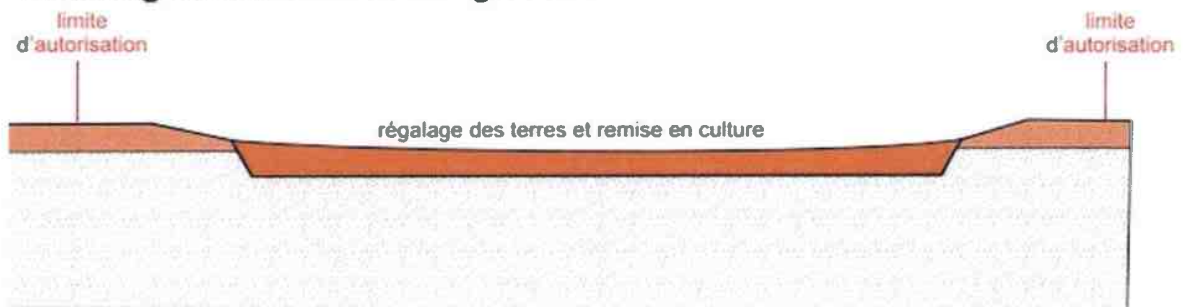 limite
d'autorisation
limite
d'autorisation
régalage des terres et remise en culture